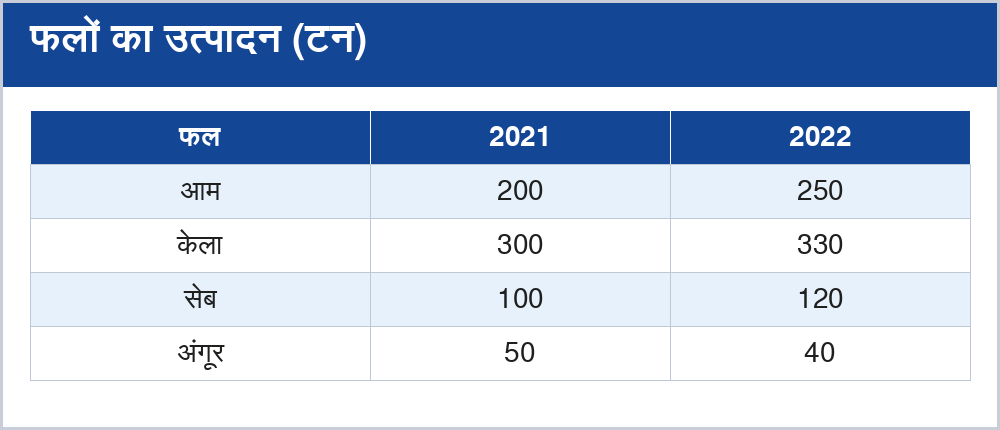 फलों का उत्पादन (टन)
फल 2021 2022
आम 200 250
केला 300 330
सेब 100 120
अंगूर 50 40